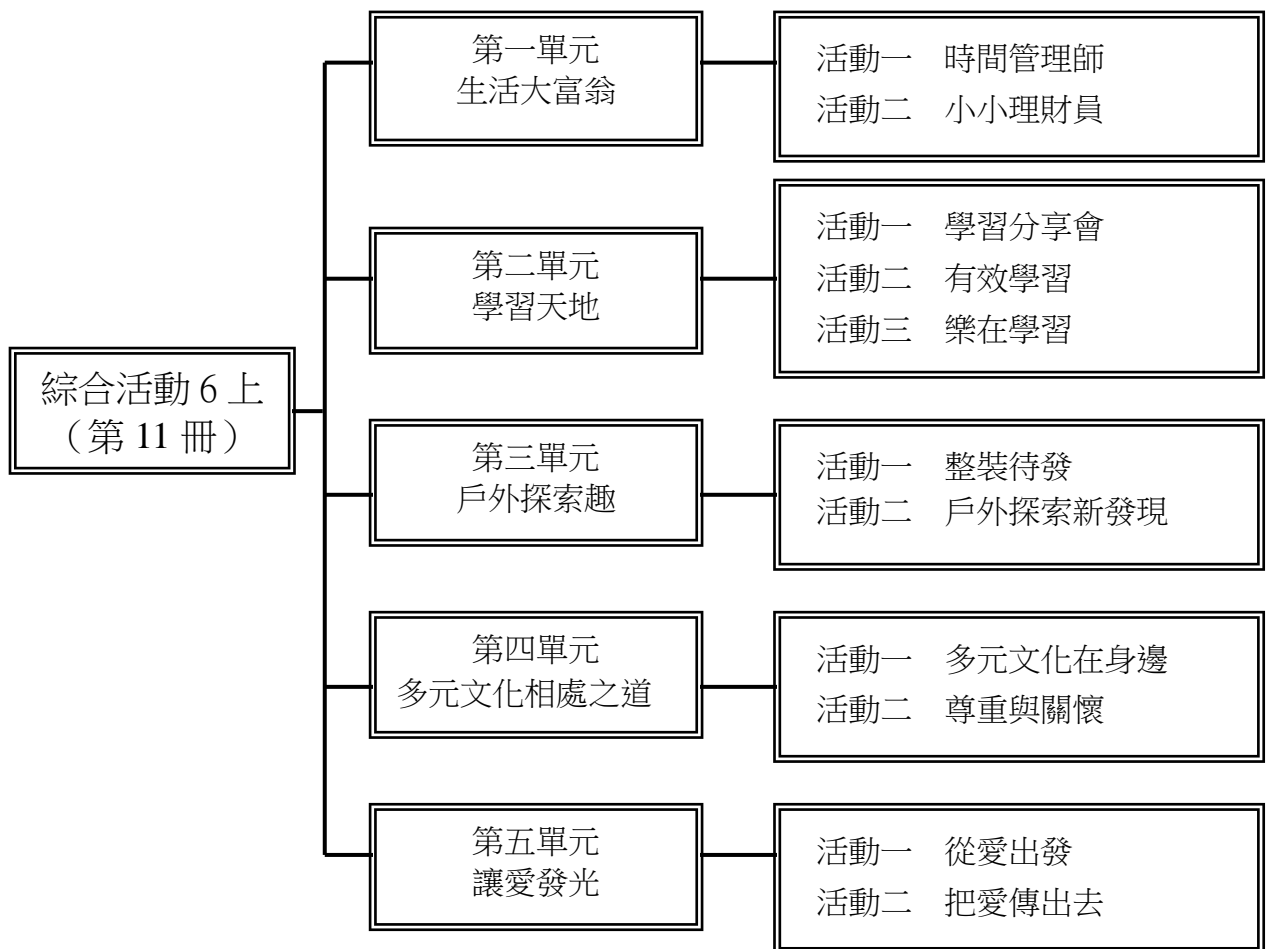 綜合活動 6 上
（第 11 冊）
第一單元
生活大富翁
活動一　時間管理師
活動二　小小理財員
第二單元
學習天地
活動一　學習分享會
活動二　有效學習
活動三　樂在學習
第三單元
戶外探索趣
活動一　整裝待發
活動二　戶外探索新發現
第四單元
多元文化相處之道
活動一　多元文化在身邊
活動二　尊重與關懷
第五單元
讓愛發光
活動一　從愛出發
活動二　把愛傳出去